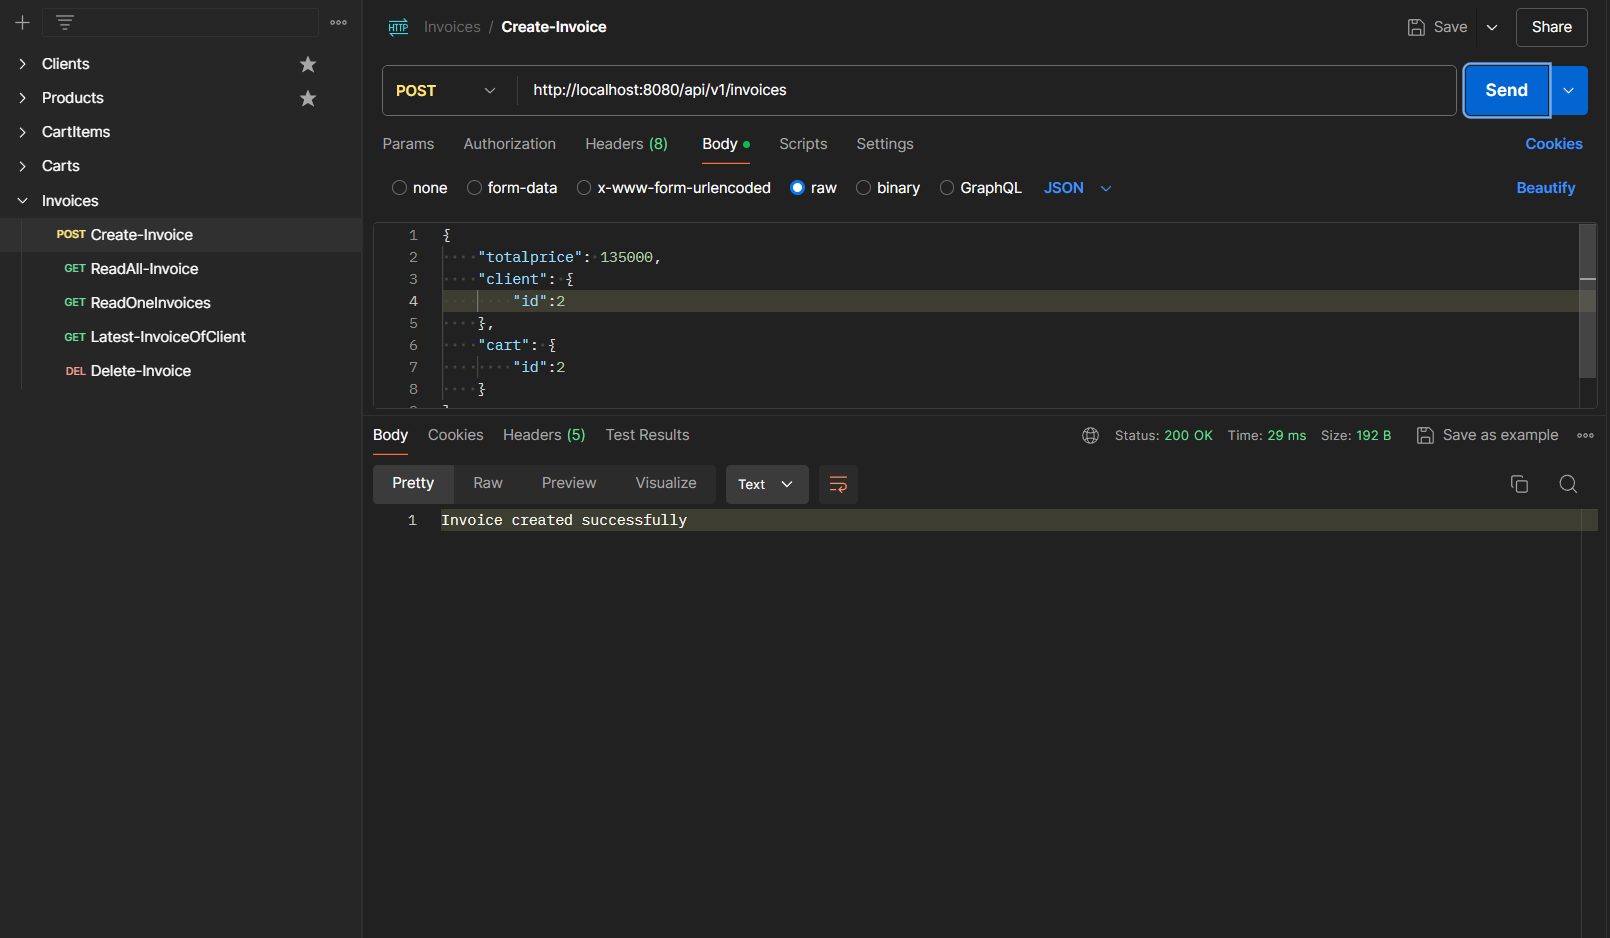 Clients
Products
CartItems
Carts
Invoices
POST Create-Invoice
GET ReadAll-Invoice
GET ReadOneInvoices
GET Latest-InvoiceOfClient
DEL Delete-Invoice
HTTP Invoices / Create-Invoice
Save
Share
POST http://localhost:8080/api/v1/invoices
Send
Params Authorization Headers (8) Body Scripts Settings
Cookies
none form-data x-www-form-urlencoded raw binary GraphQL JSON
Beautify
1 {
2 "totalprice": 135000,
3 "client": {
4 "id":2
5 },
6 "cart": {
7 "id":2
8 }
Body Cookies Headers (5) Test Results
Status: 200 OK Time: 29 ms Size: 192 B Save as example
Pretty Raw Preview Visualize Text
1 Invoice created successfully